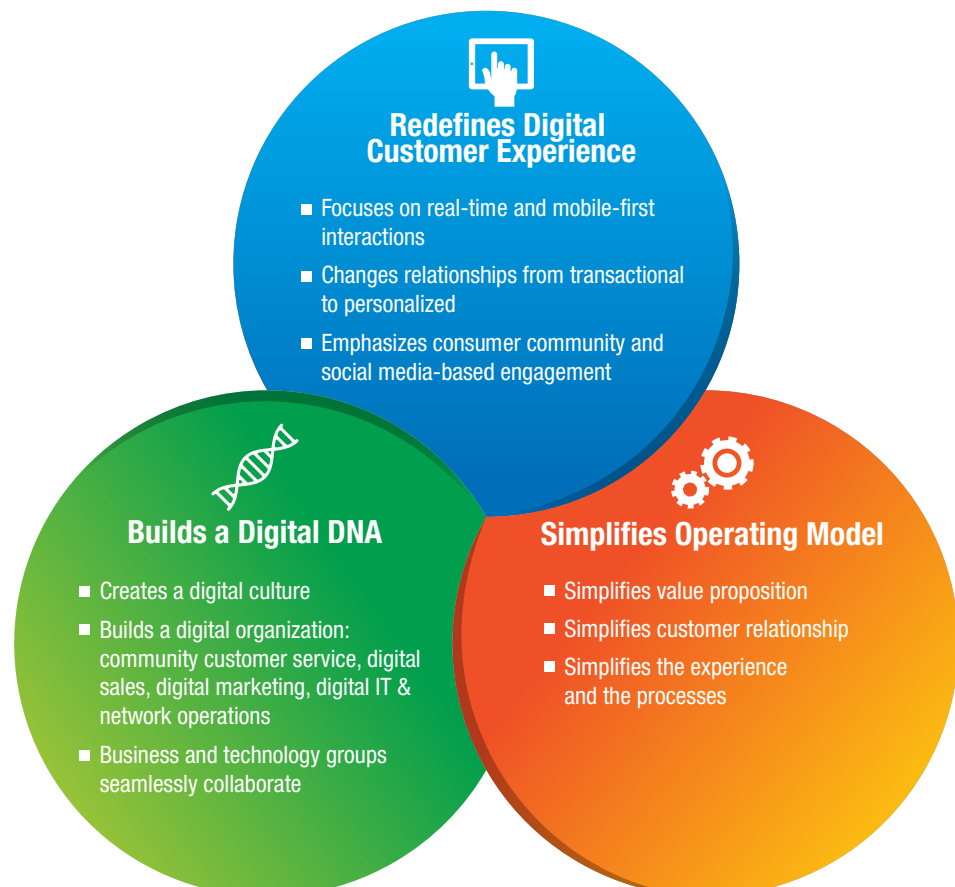 Redefines Digital
Customer Experience
■ Focuses on real-time and mobile-first
interactions
■ Changes relationships from transactional
to personalized
■ Emphasizes consumer community and
social media-based engagement
Builds a Digital DNA
■ Creates a digital culture
■ Builds a digital organization:
community customer service, digital
sales, digital marketing, digital IT &
network operations
■ Business and technology groups
seamlessly collaborate
Simplifies Operating Model
■ Simplifies value proposition
■ Simplifies customer relationship
■ Simplifies the experience
and the processes